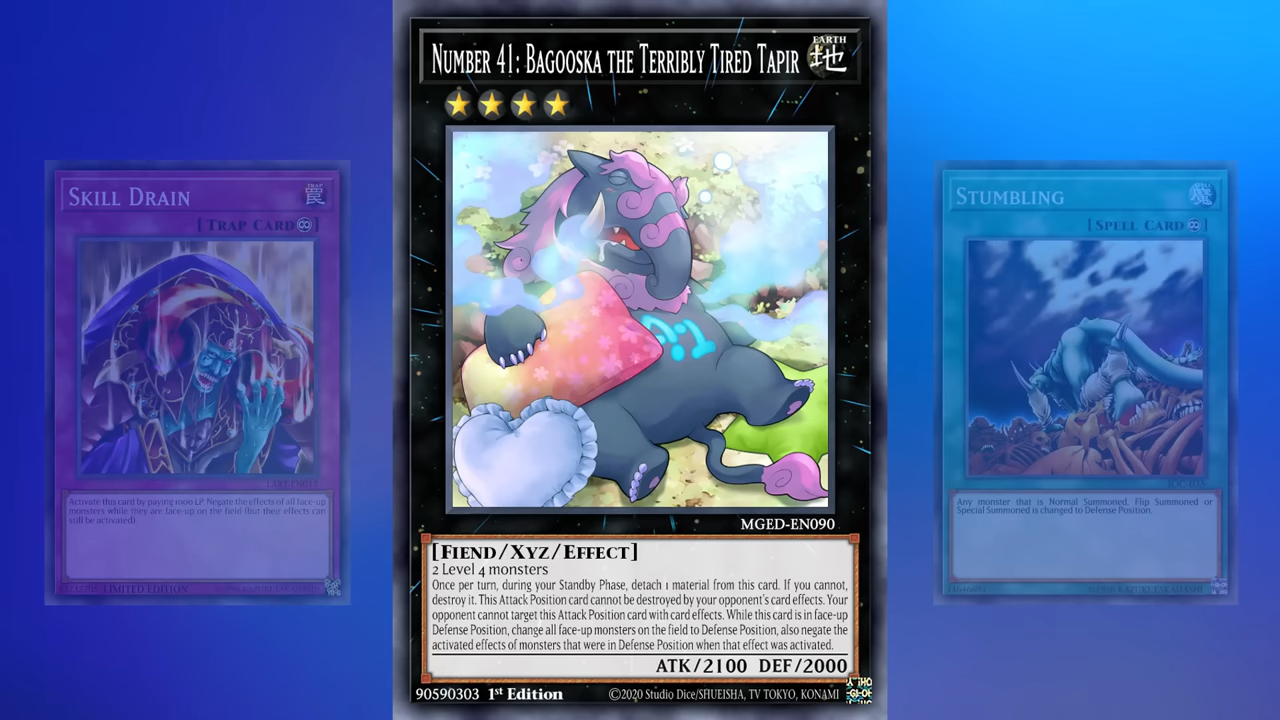 SKILL DRAIN
TRAP
罠
[TRAP CARD]
Activate this card by paying 1000 LP. Negate the effects of all face-up
monsters while they are face-up on the field (but their effects can
still be activated).
LIMITED EDITION
NUMBER 41: BAGOOSKA THE TERRIBLY TIRED TAPIR
EARTH
地
MGED-EN090
[FIEND/XYZ/EFFECT]
2 Level 4 monsters
Once per turn, during your Standby Phase, detach 1 material from this card. If you cannot,
destroy it. This Attack Position card cannot be destroyed by your opponent's card effects. Your
opponent cannot target this Attack Position card with card effects. While this card is in face-up
Defense Position, change all face-up monsters on the field to Defense Position, also negate the
activated effects of monsters that were in Defense Position when that effect was activated.
ATK/2100 DEF/2000
90590303 1st Edition ©2020 Studio Dice/SHUEISHA, TV TOKYO, KONAMI
STUMBLING
魔
[SPELL CARD]
Any monster that is Normal Summoned, Flip Summoned or
Special Summoned is changed to Defense Position.